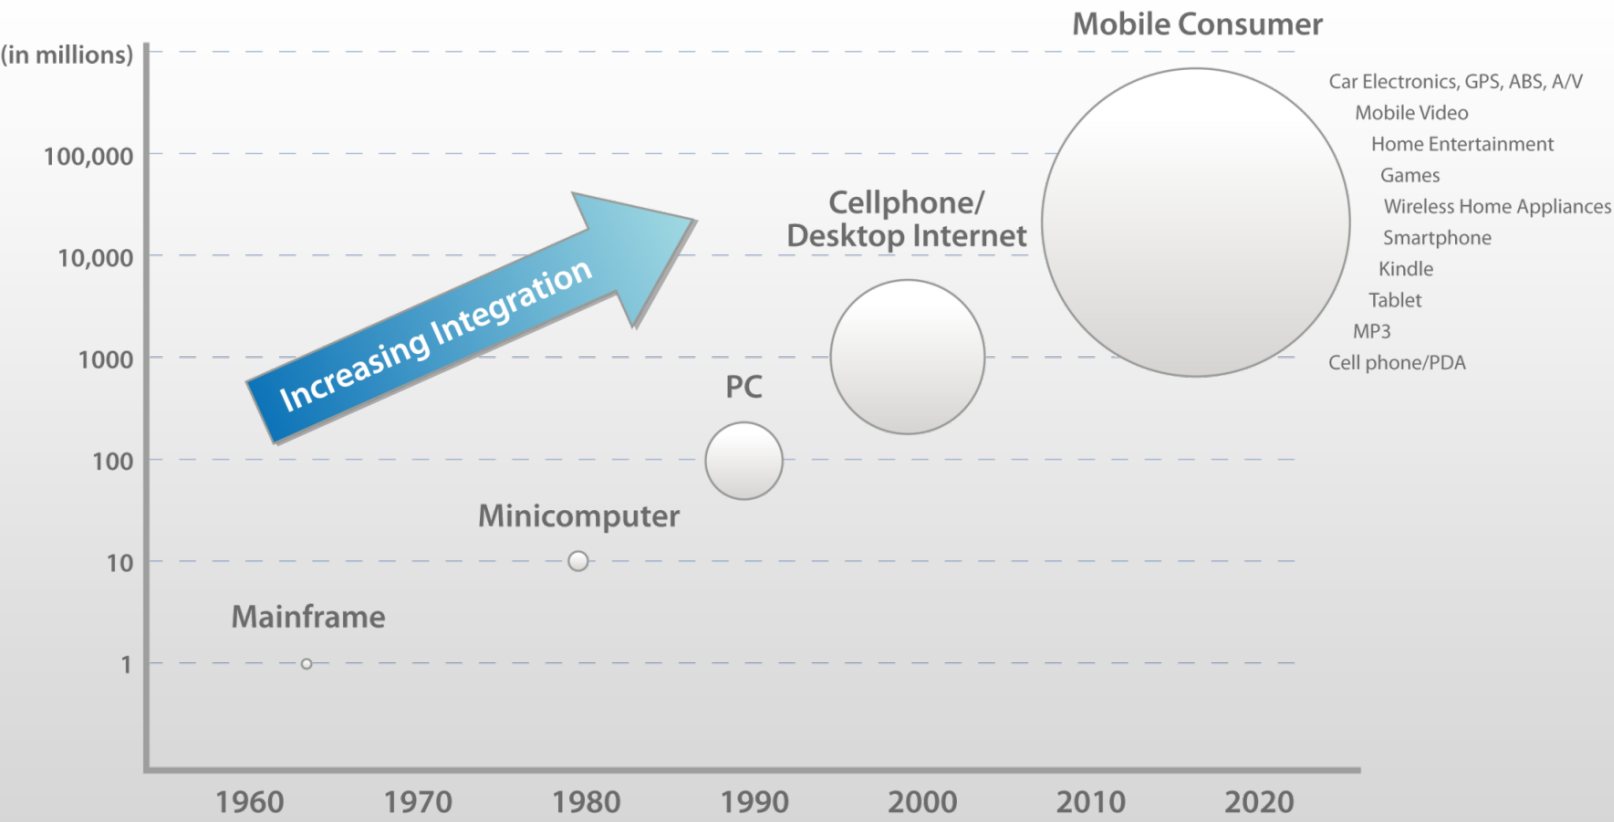 Mobile Consumer
(in millions)
Car Electronics, GPS, ABS, A/V
Mobile Video
Home Entertainment
Games
Wireless Home Appliances
Smartphone
Kindle
Tablet
MP3
Cell phone/PDA
100,000
10,000
1000
100
10
1
Cellphone/
Desktop Internet
Increasing Integration
PC
Minicomputer
Mainframe
1960 1970 1980 1990 2000 2010 2020